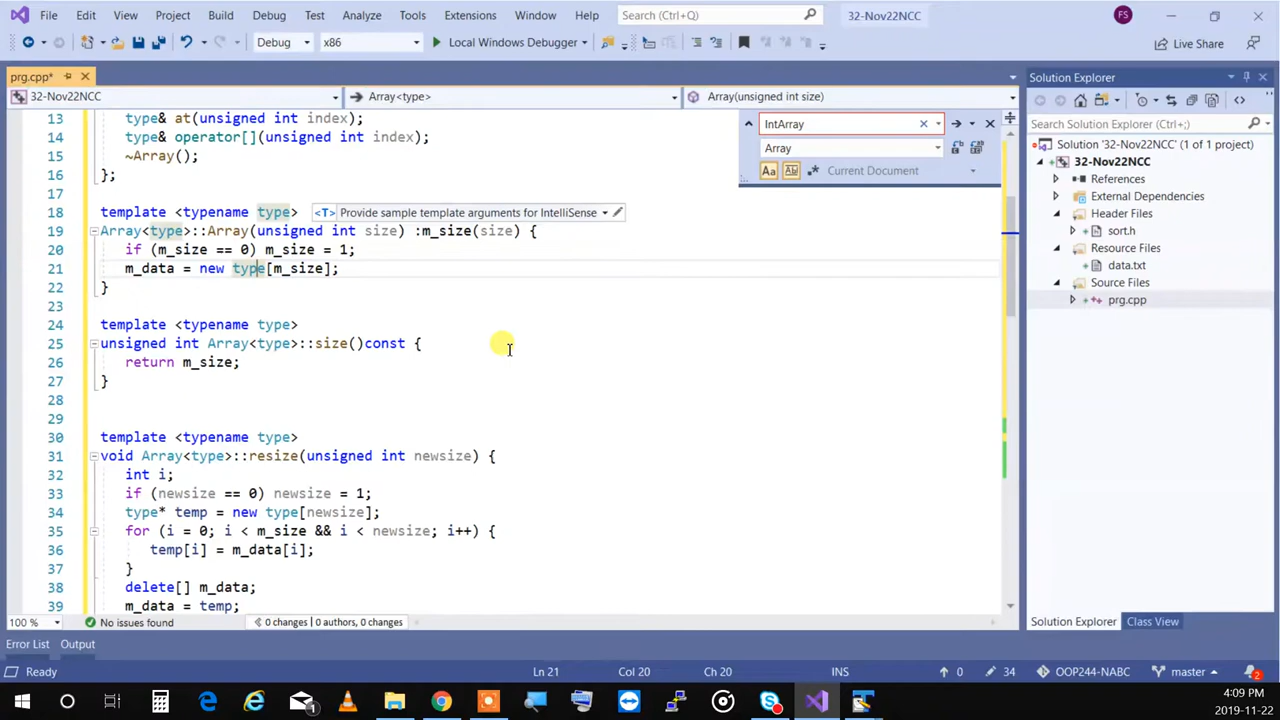 File Edit View Project Build Debug Test Analyze Tools Extensions Window Help Search (Ctrl+Q) 32-Nov22NCC FS
Debug x86 Local Windows Debugger Live Share
prg.cpp* Solution Explorer
32-Nov22NCC Array<type> Array(unsigned int size)
IntArray
Array
Aa Ab Current Document
Search Solution Explorer (Ctrl+;)
Solution '32-Nov22NCC' (1 of 1 project)
32-Nov22NCC
References
External Dependencies
Header Files
sort.h
Resource Files
data.txt
Source Files
prg.cpp
13 type& at(unsigned int index);
14 type& operator[](unsigned int index);
15 ~Array();
16 };
17
18 template <typename type> <T> Provide sample template arguments for IntelliSense
19 Array<type>::Array(unsigned int size) :m_size(size) {
20 if (m_size == 0) m_size = 1;
21 m_data = new type[m_size];
22 }
23
24 template <typename type>
25 unsigned int Array<type>::size()const {
26 return m_size;
27 }
28
29
30 template <typename type>
31 void Array<type>::resize(unsigned int newsize) {
32 int i;
33 if (newsize == 0) newsize = 1;
34 type* temp = new type[newsize];
35 for (i = 0; i < m_size && i < newsize; i++) {
36 temp[i] = m_data[i];
37 }
38 delete[] m_data;
39 m_data = temp;
100 % No issues found 0 changes | 0 authors, 0 changes
Solution Explorer Class View
Error List Output
Ready Ln 21 Col 20 Ch 20 INS 0 34 OOP244-NABC master 2
1
4:09 PM
2019-11-22